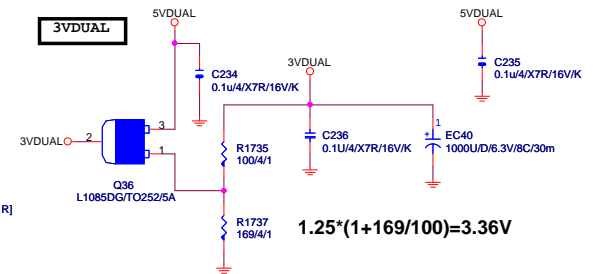 3VDUAL
5VDUAL
5VDUAL
C234
0.1u/4/X7R/16V/K
C235
0.1u/4/X7R/16V/K
3VDUAL
3
3VDUAL
2
1
Q36
L1085DG/TO252/5A
R1735
100/4/1
C236
0.1U/4/X7R/16V/K
1
+
EC40
1000U/D/6.3V/8C/30m
R]
R1737
169/4/1
1.25*(1+169/100)=3.36V